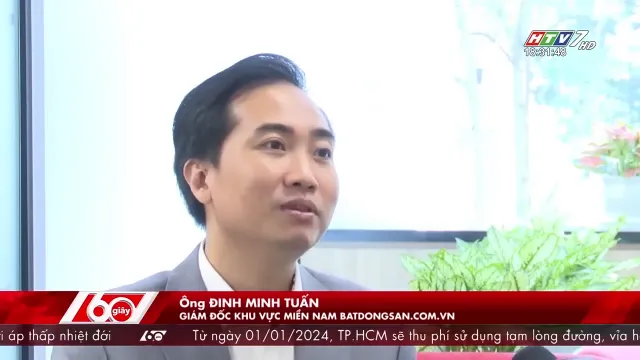 HTV7 HD
18:31:48
60 giây
Ông ĐINH MINH TUẤN
GIÁM ĐỐC KHU VỰC MIỀN NAM BATDONGSAN.COM.VN
áp thấp nhiệt đới 60 Từ ngày 01/01/2024, TP.HCM sẽ thu phí sử dụng tạm lòng đường, vỉa